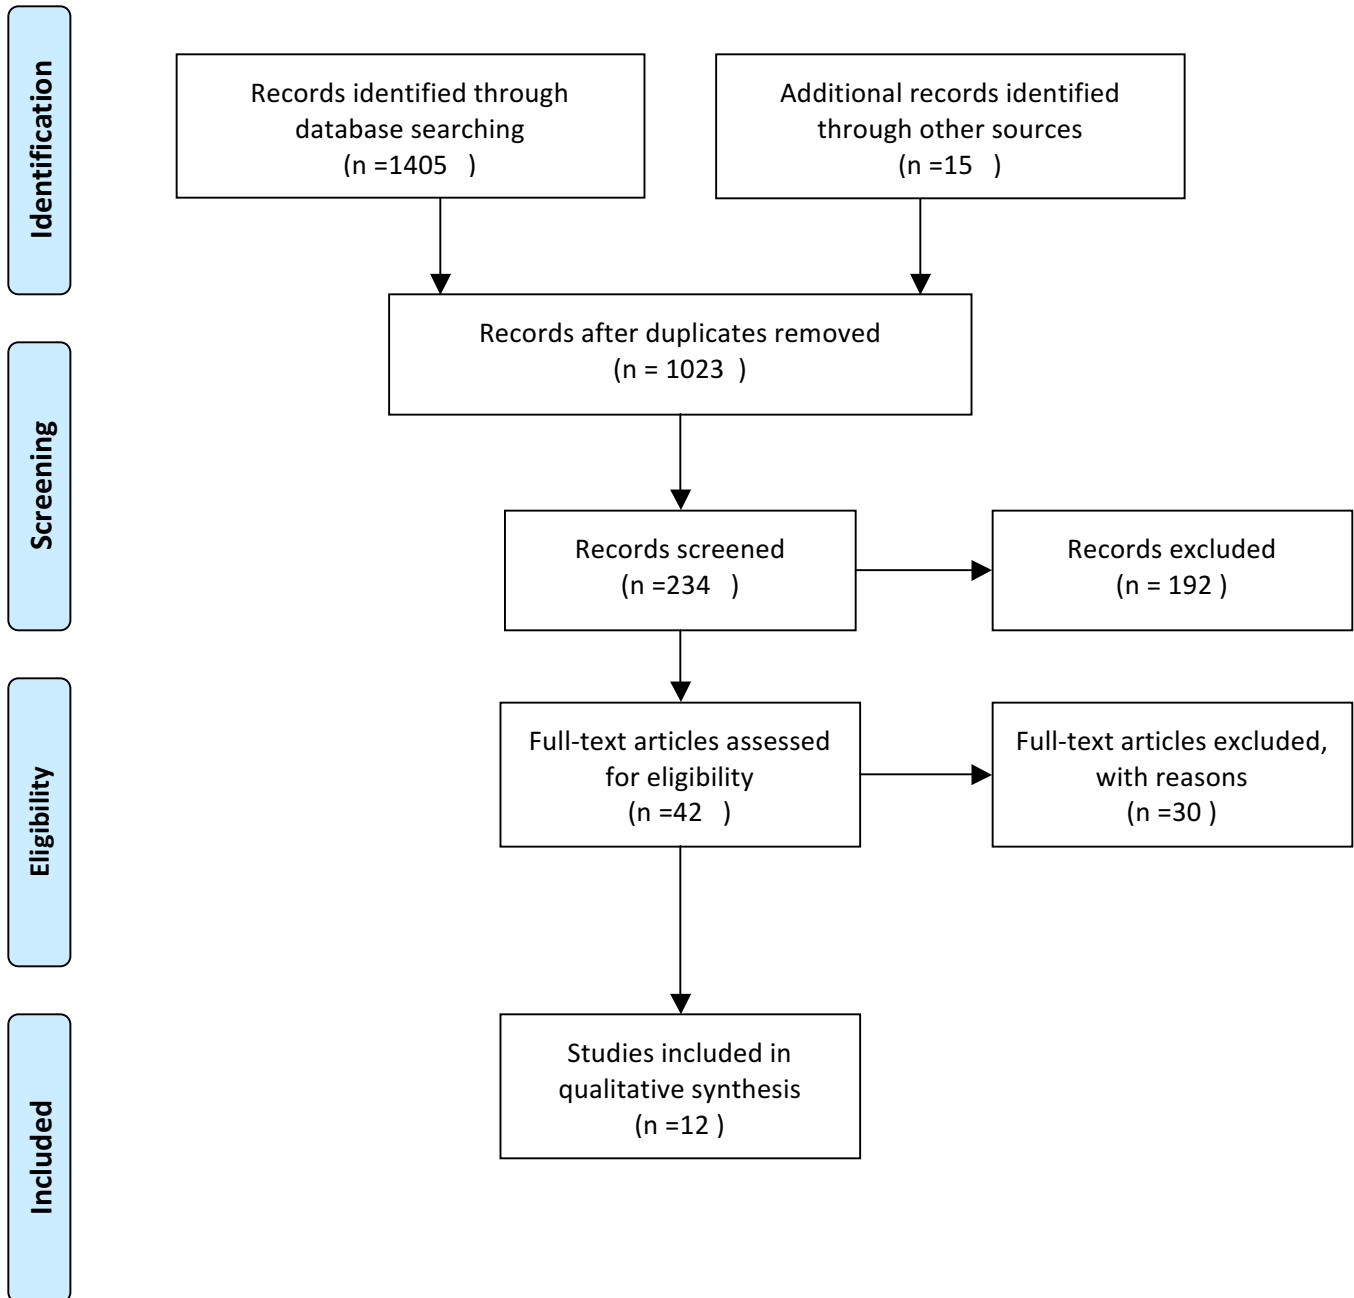 Identification
Records identified through
database searching
(n =1405   )
Additional records identified
through other sources
(n =15   )
Records after duplicates removed
(n = 1023  )
Screening
Records screened
(n =234   )
Records excluded
(n = 192 )
Eligibility
Full-text articles assessed
for eligibility
(n =42   )
Full-text articles excluded,
with reasons
(n =30 )
Included
Studies included in
qualitative synthesis
(n =12 )